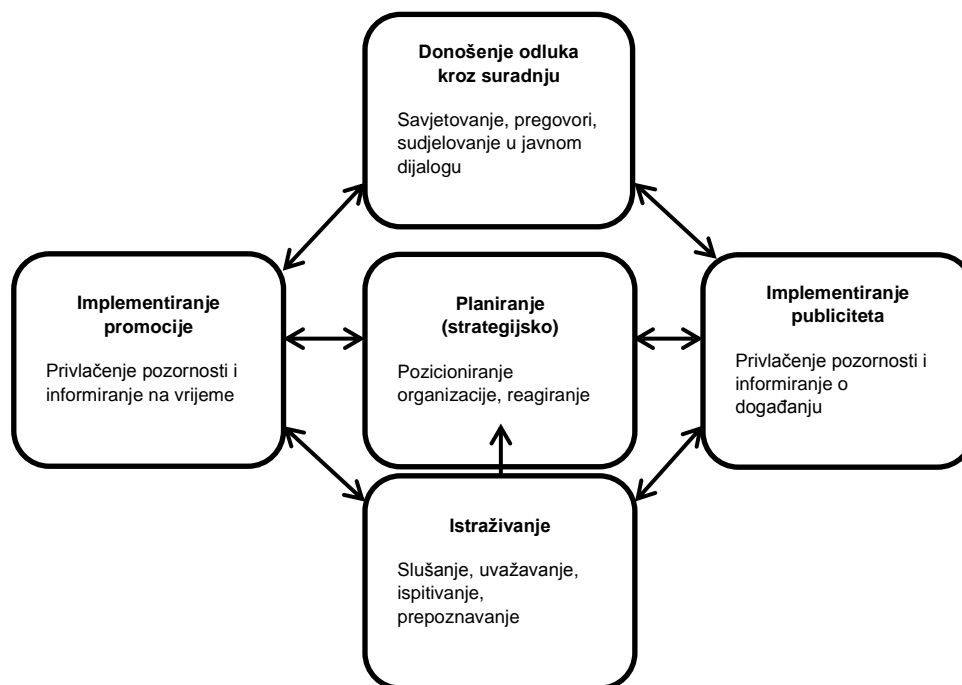 Donošenje odluka
kroz suradnju
Savjetovanje, pregovori,
sudjelovanje u javnom
dijalogu
Implementiranje
promocije
Privlačenje pozornosti i
informiranje na vrijeme
Planiranje
(strategijsko)
Pozicioniranje
organizacije, reagiranje
Implementiranje
publiciteta
Privlačenje pozornosti i
informiranje o
događanju
Istraživanje
Slušanje, uvažavanje,
ispitivanje,
prepoznavanje